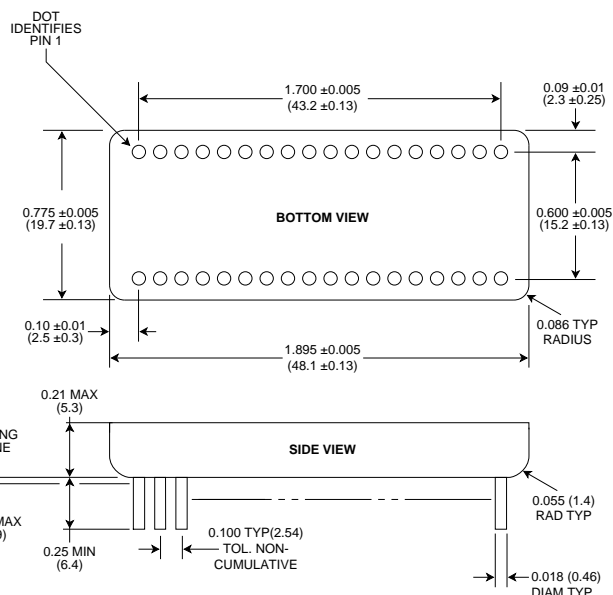 DOT
IDENTIFIES
PIN 1
1.700 ±0.005
(43.2 ±0.13)
0.09 ±0.01
(2.3 ±0.25)
0.775 ±0.005
(19.7 ±0.13)
BOTTOM VIEW
0.600 ±0.005
(15.2 ±0.13)
0.10 ±0.01
(2.5 ±0.3)
0.086 TYP
RADIUS
1.895 ±0.005
(48.1 ±0.13)
0.21 MAX
(5.3)
SIDE VIEW
0.055 (1.4)
RAD TYP
0.25 MIN
(6.4)
0.100 TYP(2.54)
TOL. NON-
CUMULATIVE
0.018 (0.46)
DIAM TYP